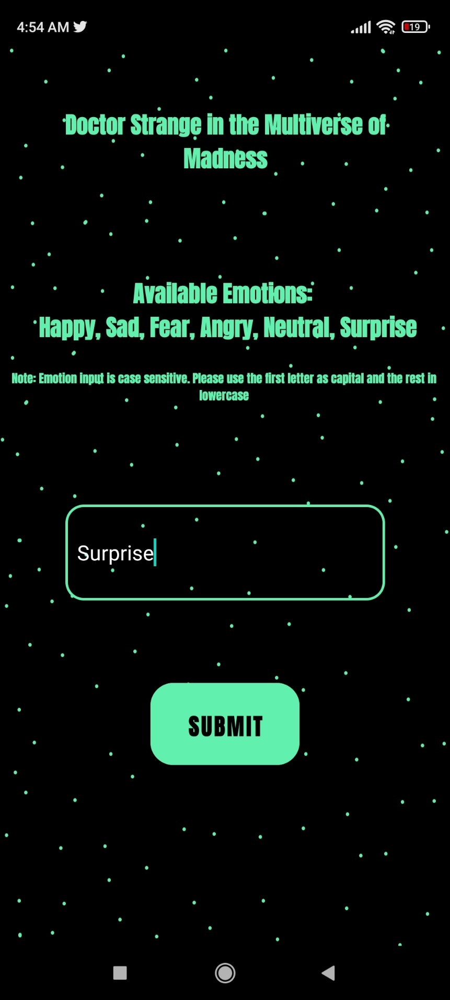 4:54 AM
19
Doctor Strange in the Multiverse of
Madness
Available Emotions:
Happy, Sad, Fear, Angry, Neutral, Surprise
Note: Emotion input is case sensitive. Please use the first letter as capital and the rest in
lowercase
Surprise
SUBMIT